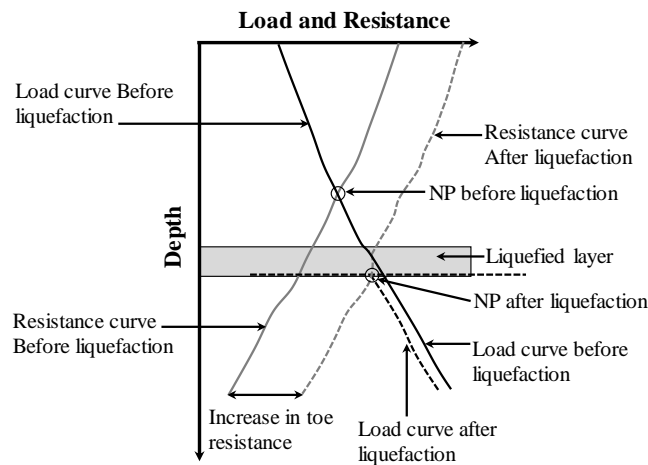 Load and Resistance
Load curve Before
liquefaction
Resistance curve
After liquefaction
NP before liquefaction
Depth
Liquefied layer
NP after liquefaction
Resistance curve
Before liquefaction
Load curve before
liquefaction
Increase in toe
resistance
Load curve after
liquefaction